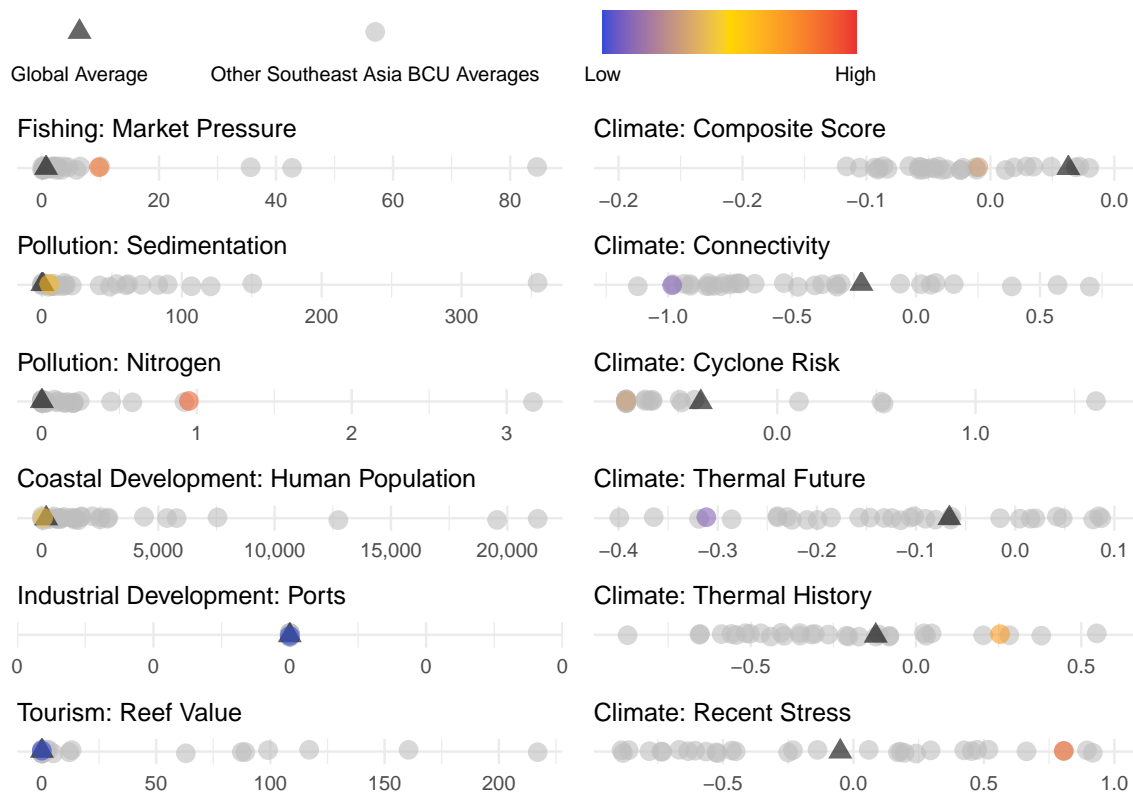 Global Average
Other Southeast Asia BCU Averages
Low
High
Fishing: Market Pressure
0 20 40 60 80
Pollution: Sedimentation
0 100 200 300
Pollution: Nitrogen
0 1 2 3
Coastal Development: Human Population
0 5,000 10,000 15,000 20,000
Industrial Development: Ports
0 0 0 0 0
Tourism: Reef Value
0 50 100 150 200
Climate: Composite Score
−0.2 −0.2 −0.1 0.0 0.0
Climate: Connectivity
−1.0 −0.5 0.0 0.5
Climate: Cyclone Risk
0.0 1.0
Climate: Thermal Future
−0.4 −0.3 −0.2 −0.1 0.0 0.1
Climate: Thermal History
−0.5 0.0 0.5
Climate: Recent Stress
−0.5 0.0 0.5 1.0